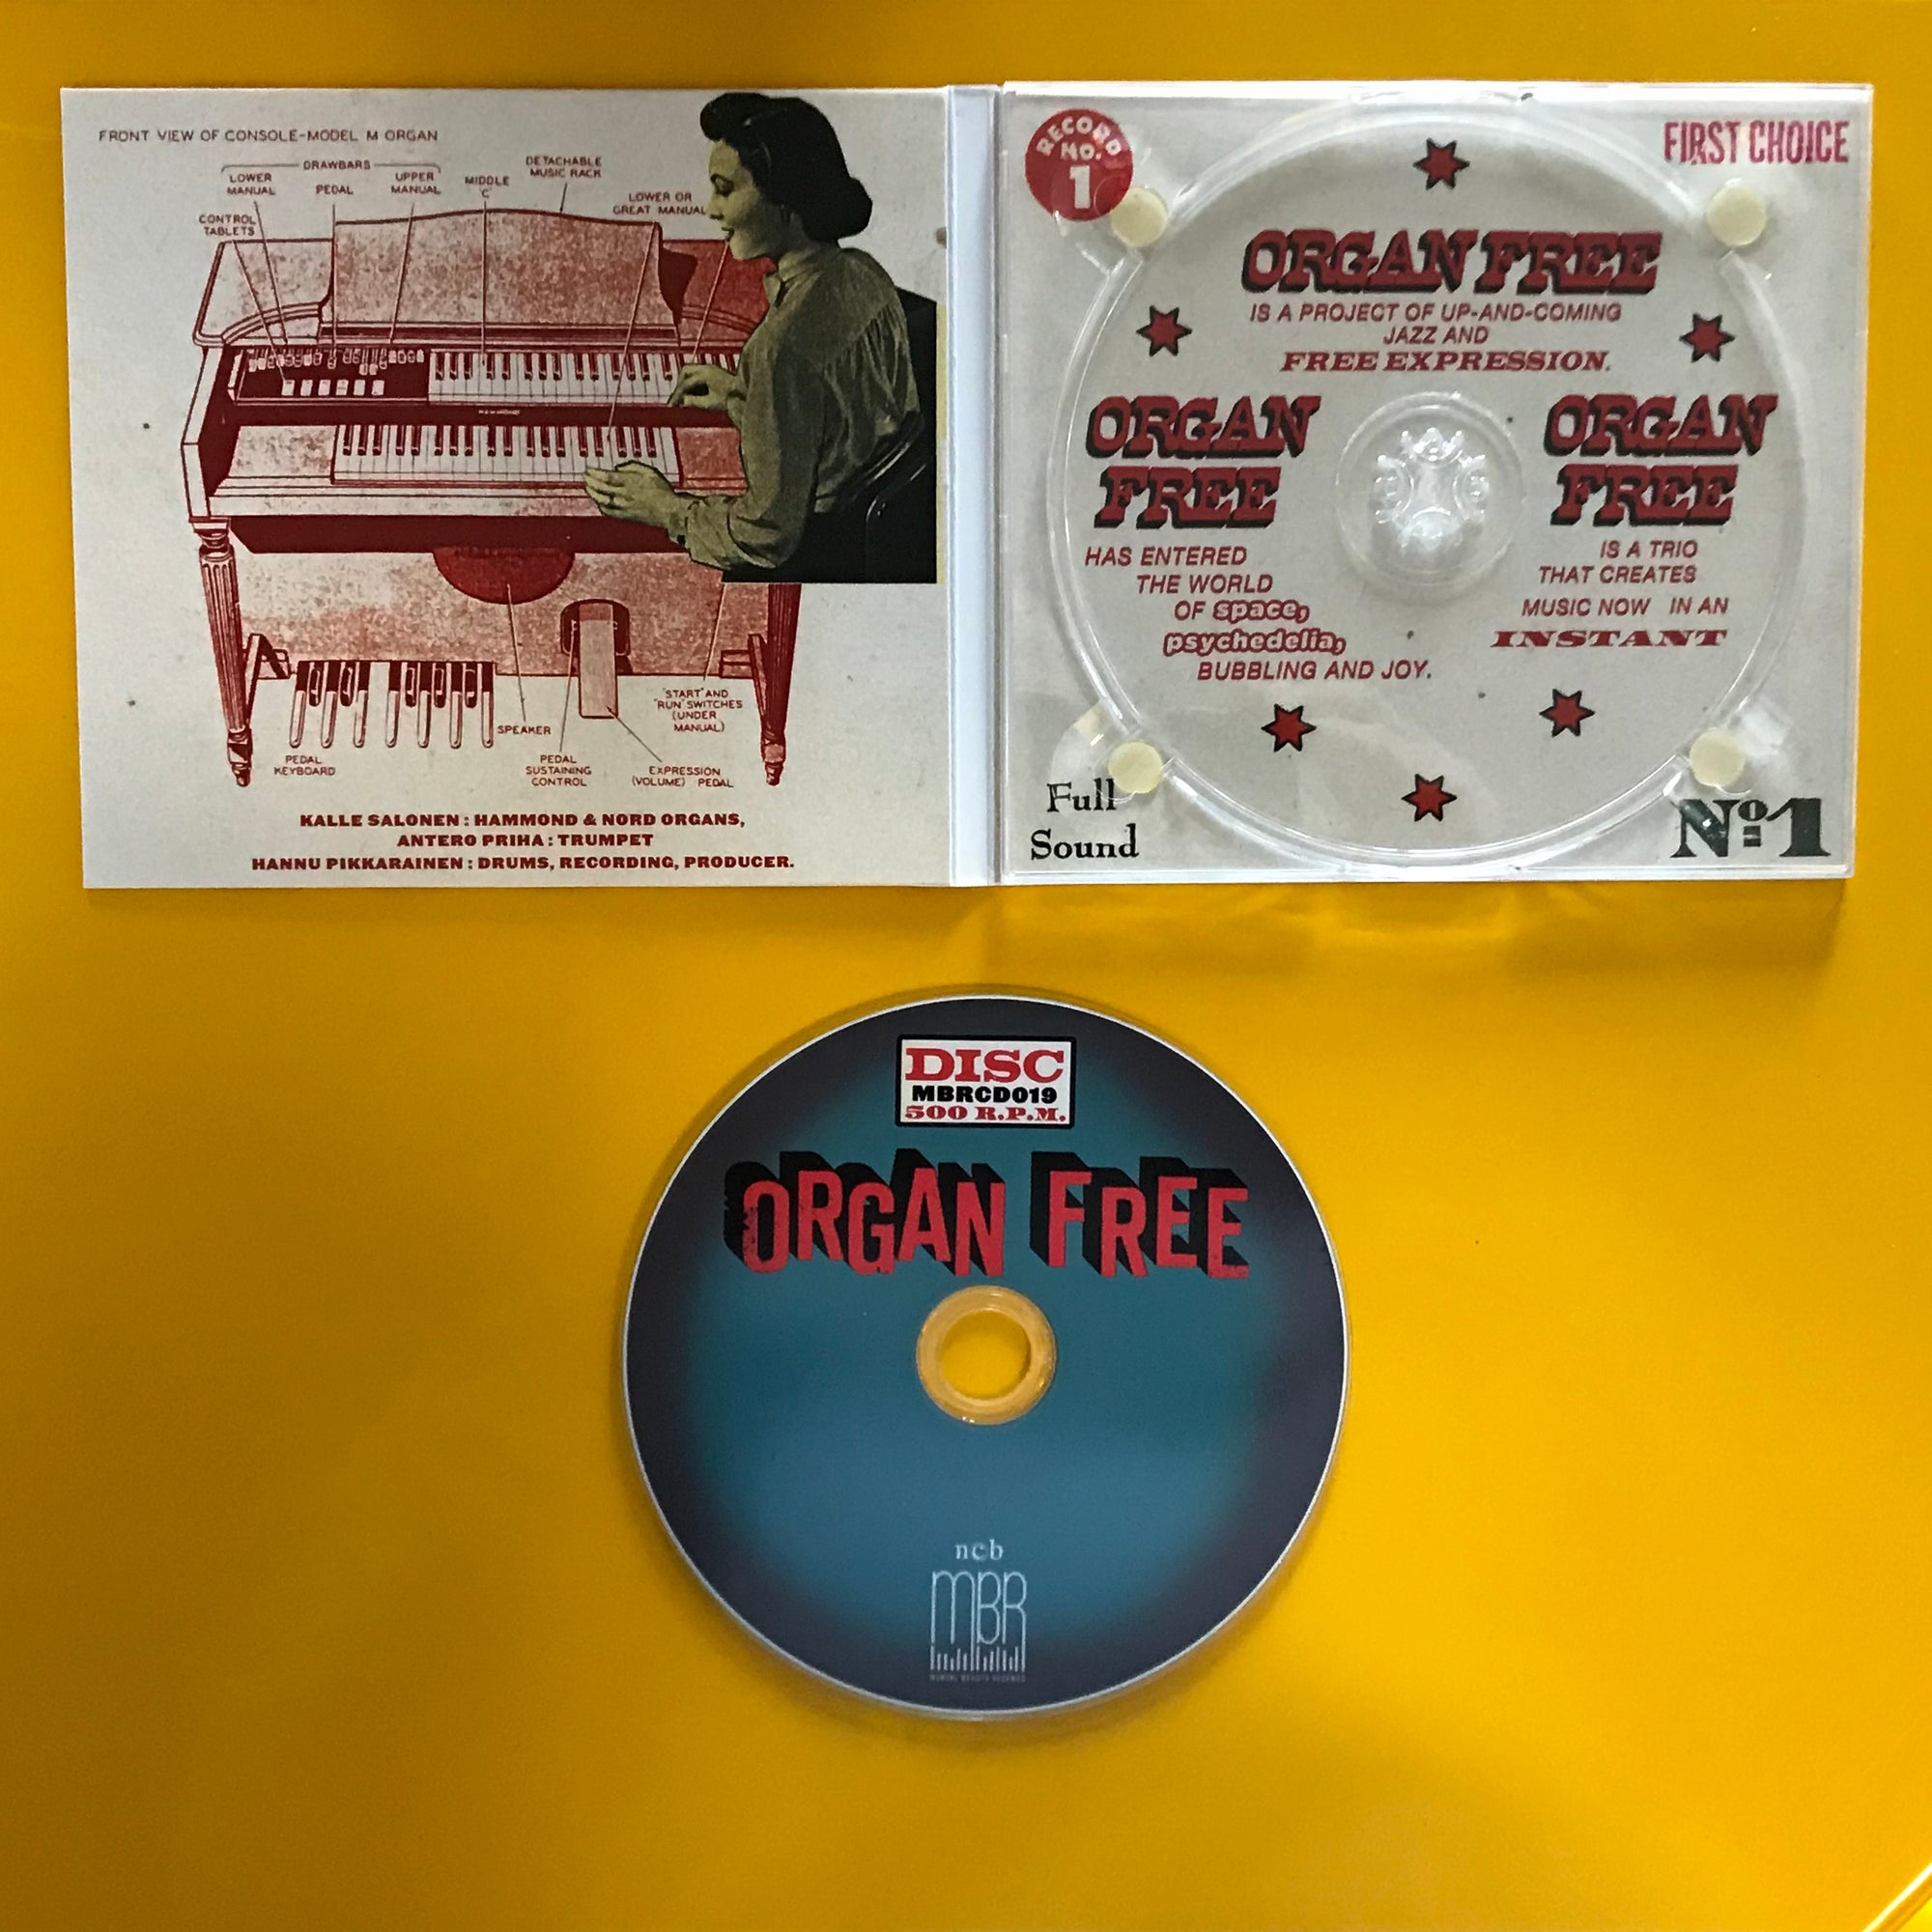 FRONT VIEW OF CONSOLE-MODEL M ORGAN
DRAWBARS
LOWER
MANUAL
PEDAL
UPPER
MANUAL
MIDDLE
'C'
DETACHABLE
MUSIC RACK
LOWER OR
GREAT MANUAL
CONTROL
TABLETS
HAMMOND
"START" AND
"RUN" SWITCHES
(UNDER
MANUAL)
SPEAKER
PEDAL
KEYBOARD
PEDAL
SUSTAINING
CONTROL
EXPRESSION
(VOLUME) PEDAL
KALLE SALONEN : HAMMOND & NORD ORGANS,
ANTERO PRIHA : TRUMPET
HANNU PIKKARAINEN : DRUMS, RECORDING, PRODUCER.
RECORD
NO.
1
FIRST CHOICE
ORGAN FREE
IS A PROJECT OF UP-AND-COMING
JAZZ AND
FREE EXPRESSION.
ORGAN
FREE
HAS ENTERED
THE WORLD
OF space,
psychedelia,
BUBBLING AND JOY.
ORGAN
FREE
IS A TRIO
THAT CREATES
MUSIC NOW IN AN
INSTANT
Full
Sound
Nº1
DISC
MBRCD019
500 R.P.M.
ORGAN FREE
ncb
MBR